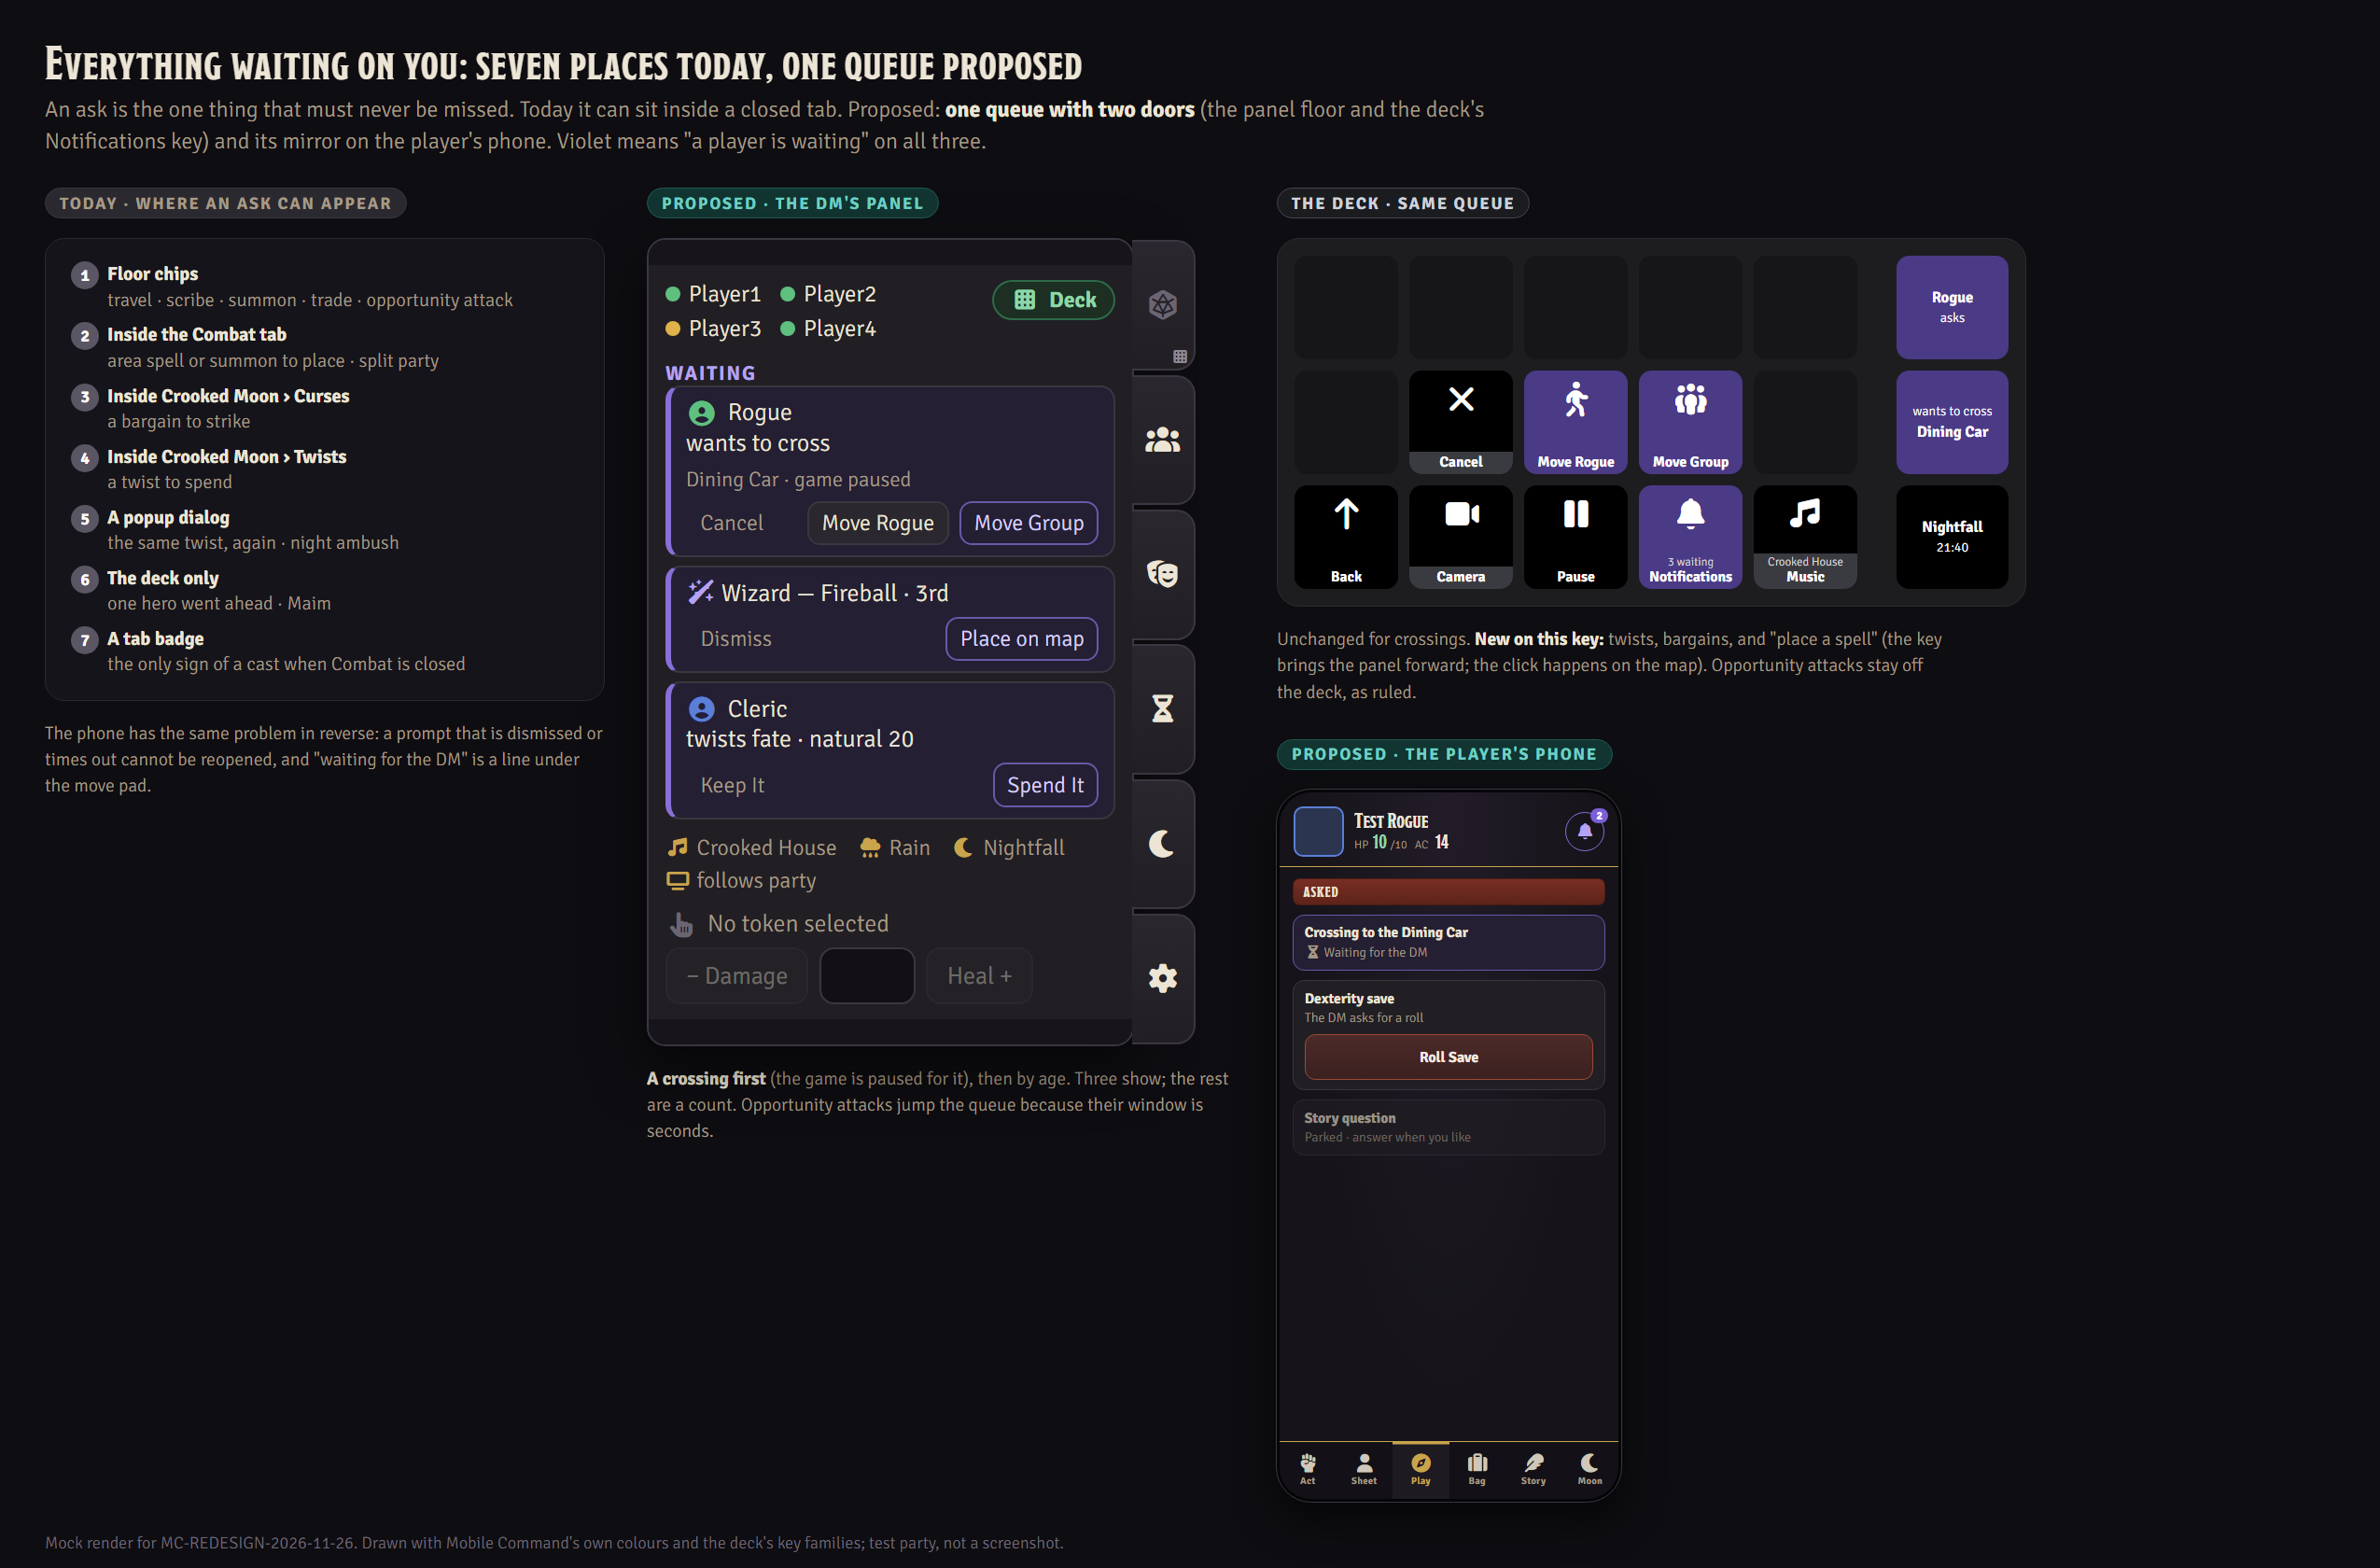 Everything waiting on you: seven places today, one queue proposed
An ask is the one thing that must never be missed. Today it can sit inside a closed tab. Proposed: one queue with two doors (the panel floor and the deck's
Notifications key) and its mirror on the player's phone. Violet means "a player is waiting" on all three.
TODAY · WHERE AN ASK CAN APPEAR
1 Floor chips
travel · scribe · summon · trade · opportunity attack
2 Inside the Combat tab
area spell or summon to place · split party
3 Inside Crooked Moon › Curses
a bargain to strike
4 Inside Crooked Moon › Twists
a twist to spend
5 A popup dialog
the same twist, again · night ambush
6 The deck only
one hero went ahead · Maim
7 A tab badge
the only sign of a cast when Combat is closed
The phone has the same problem in reverse: a prompt that is dismissed or
times out cannot be reopened, and "waiting for the DM" is a line under
the move pad.
PROPOSED · THE DM'S PANEL
Player1 Player2
Deck
Player3 Player4
WAITING
Rogue
wants to cross
Dining Car · game paused
Cancel Move Rogue Move Group
Wizard — Fireball · 3rd
Dismiss Place on map
Cleric
twists fate · natural 20
Keep It Spend It
Crooked House Rain Nightfall
follows party
No token selected
− Damage Heal +
A crossing first (the game is paused for it), then by age. Three show; the rest
are a count. Opportunity attacks jump the queue because their window is
seconds.
THE DECK · SAME QUEUE
Rogue
asks
Cancel Move Rogue Move Group
wants to cross
Dining Car
Back Camera Pause
3 waiting
Notifications
Crooked House
Music
Nightfall
21:40
Unchanged for crossings. New on this key: twists, bargains, and "place a spell" (the key
brings the panel forward; the click happens on the map). Opportunity attacks stay off
the deck, as ruled.
PROPOSED · THE PLAYER'S PHONE
Test Rogue
2
HP 10 /10 AC 14
ASKED
Crossing to the Dining Car
Waiting for the DM
Dexterity save
The DM asks for a roll
Roll Save
Story question
Parked · answer when you like
Act Sheet Play Bag Story Moon
Mock render for MC-REDESIGN-2026-11-26. Drawn with Mobile Command's own colours and the deck's key families; test party, not a screenshot.